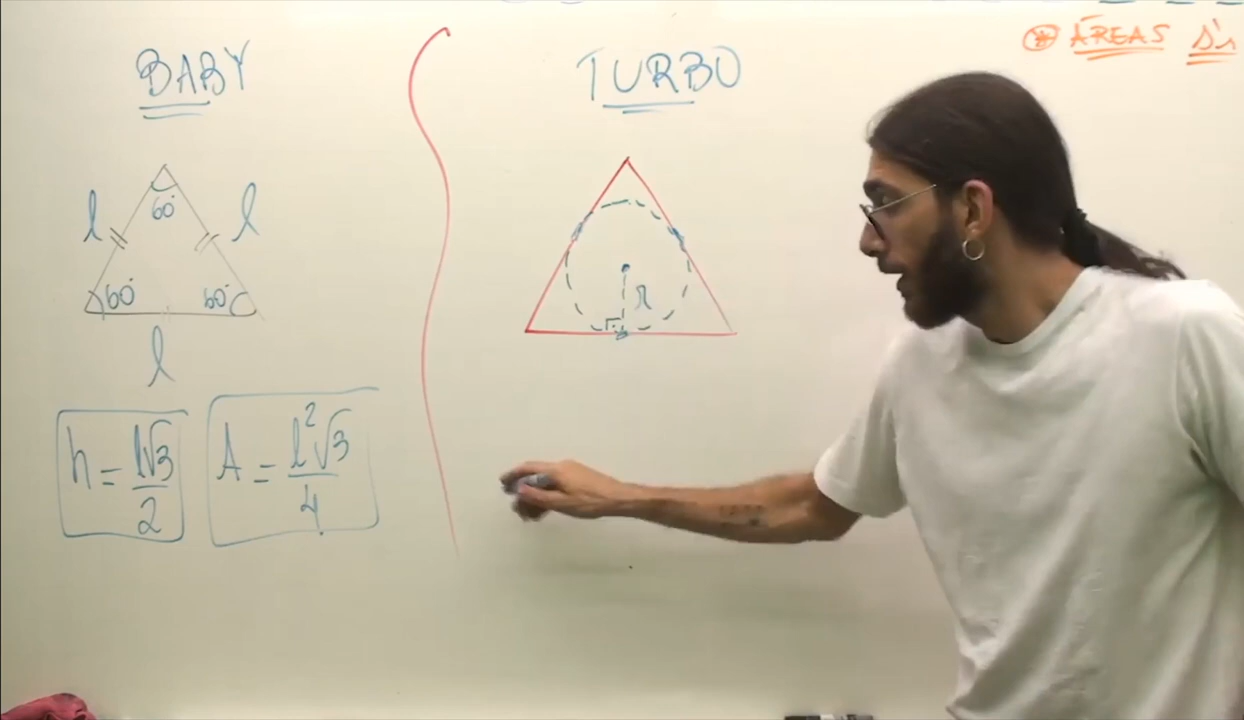 BABY
TURBO
ÁREAS Δ's
l
l
60°
60°
60°
l
r
h = l√3/2
A = l²√3/4